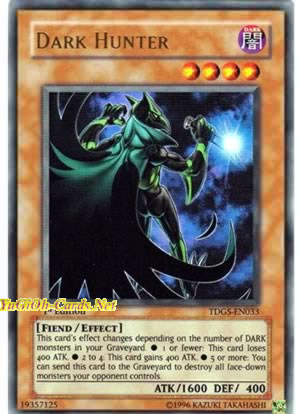 DARK HUNTER
DARK
闇
YuGiOh-Cards.Net
Edition
TDGS-EN033
[FIEND / EFFECT]
This card's effect changes depending on the number of DARK
monsters in your Graveyard. ● 1 or fewer: This card loses
400 ATK. ● 2 to 4: This card gains 400 ATK. ● 5 or more: You
can send this card to the Graveyard to destroy all face-down
monsters your opponent controls.
ATK/1600 DEF/ 400
19357125
©1996 KAZUKI TAKAHASHI